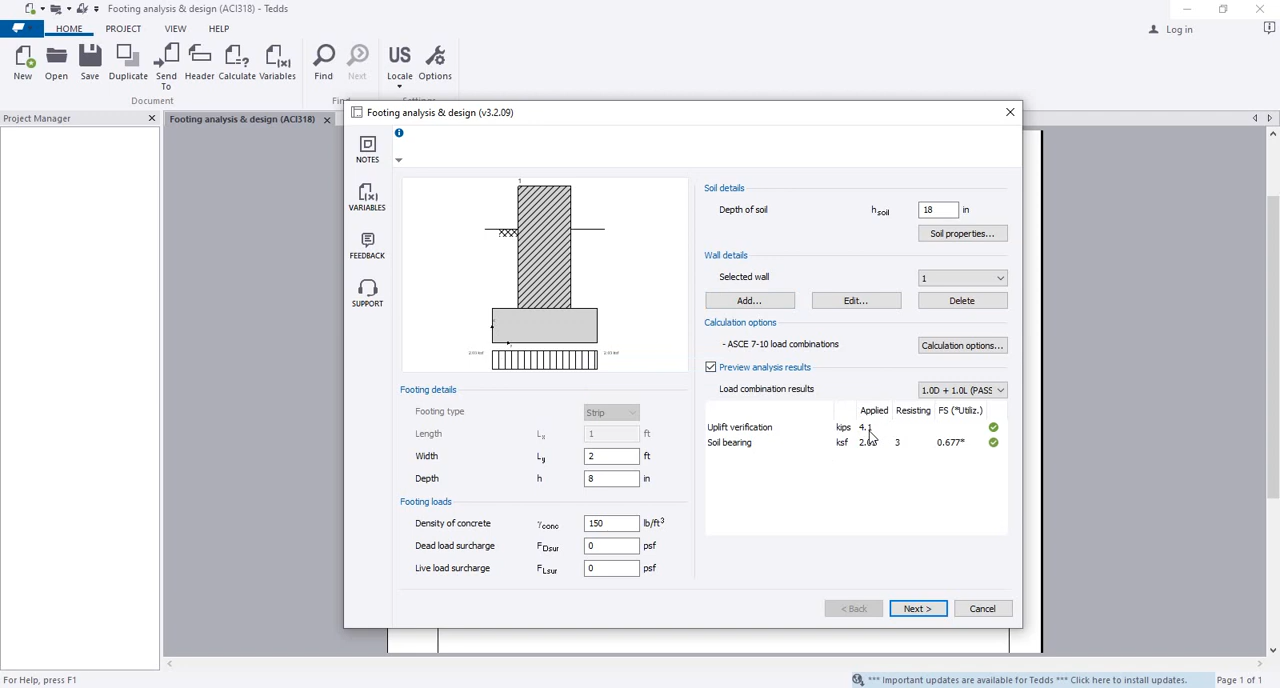 Footing analysis & design (ACI318) - Tedds
HOME PROJECT VIEW HELP
Log in
New Open Save Duplicate Send To Header Calculate Variables Find Next US Locale Options
Document
Project Manager
Footing analysis & design (ACI318)
Footing analysis & design (v3.2.09)
NOTES
VARIABLES
FEEDBACK
SUPPORT
1
Footing details
Footing type Strip
Length Lx 1 ft
Width Ly 2 ft
Depth h 8 in
Footing loads
Density of concrete γconc 150 lb/ft3
Dead load surcharge FDsur 0 psf
Live load surcharge FLsur 0 psf
Soil details
Depth of soil hsoil 18 in
Soil properties...
Wall details
Selected wall 1
Add... Edit... Delete
Calculation options
- ASCE 7-10 load combinations Calculation options...
Preview analysis results
Load combination results 1.0D + 1.0L (PASS
Applied Resisting FS (*Utiliz.)
Uplift verification kips 4.1
Soil bearing ksf 3 0.677*
< Back Next > Cancel
For Help, press F1
*** Important updates are available for Tedds *** Click here to install updates.
Page 1 of 1